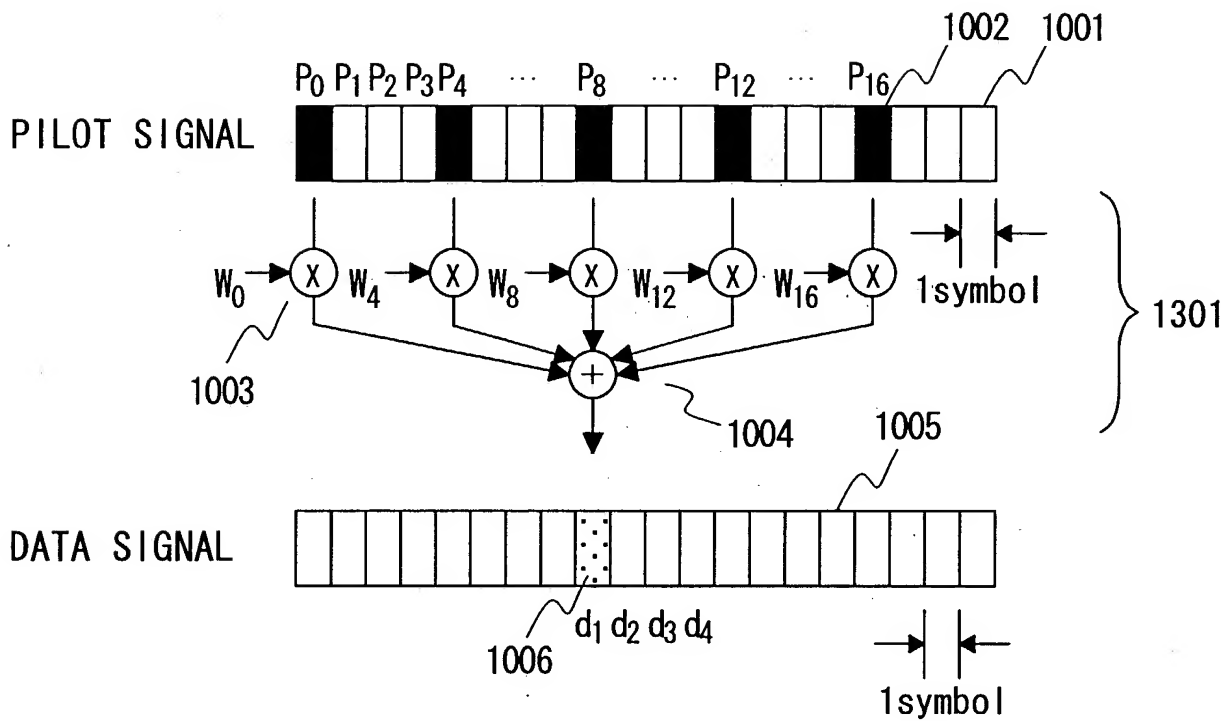 1002 1001
P0 P1 P2 P3 P4 ... P8 ... P12 ... P16
PILOT SIGNAL
W0 X W4 X W8 X W12 X W16 X 1symbol
1301
1003 + 1004
1005
DATA SIGNAL
1006 d1 d2 d3 d4
1symbol